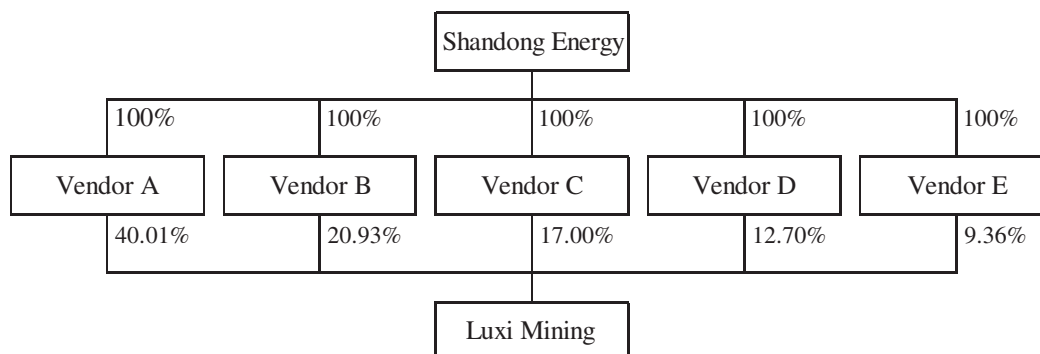 Shandong Energy
100% 100% 100% 100% 100%
Vendor A Vendor B Vendor C Vendor D Vendor E
40.01% 20.93% 17.00% 12.70% 9.36%
Luxi Mining